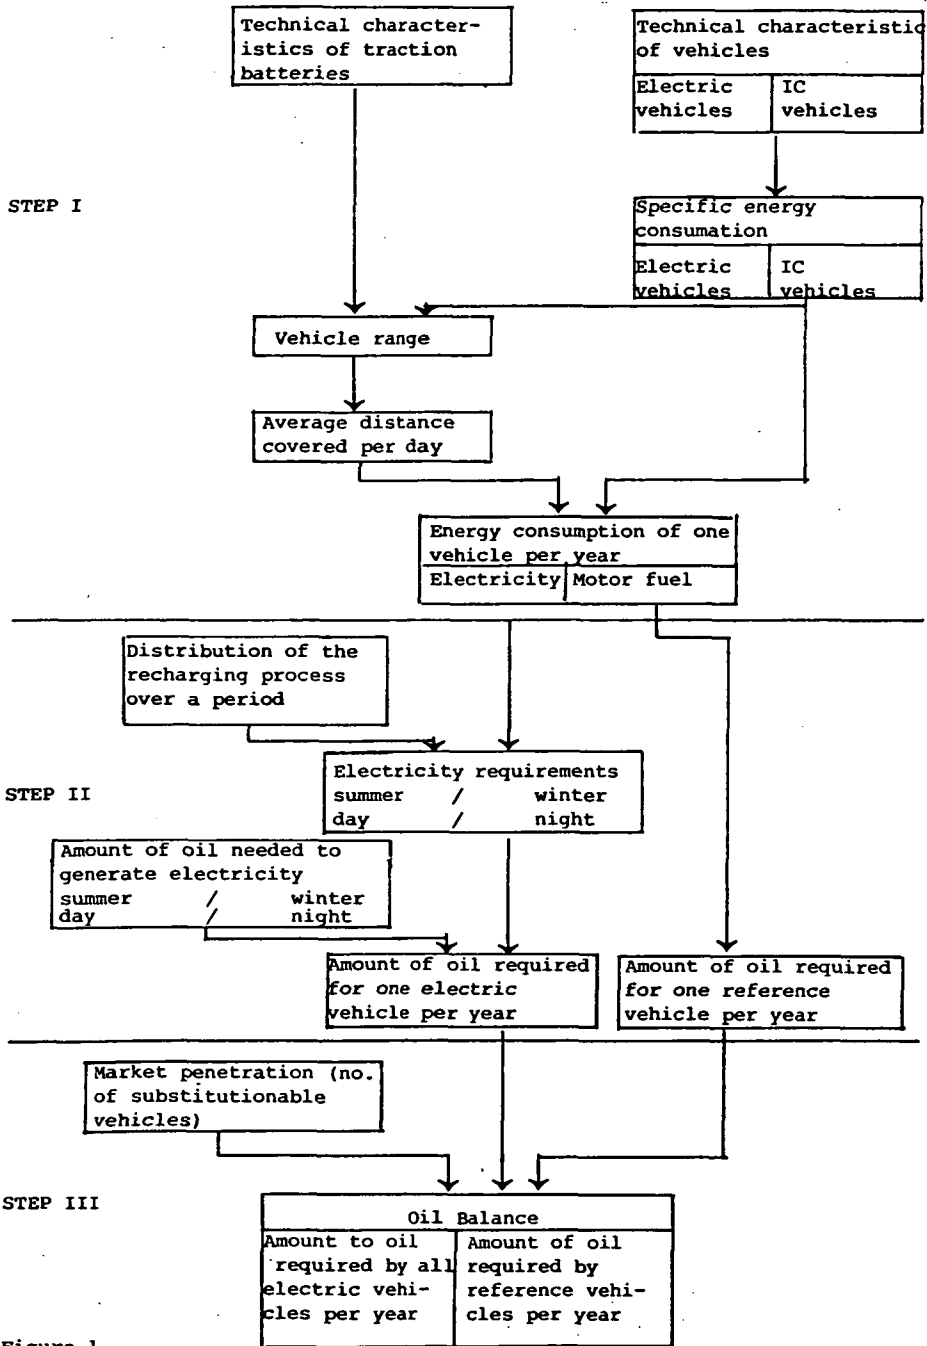 Technical character-
istics of traction
batteries
Technical characteristic
of vehicles
Electric
vehicles
IC
vehicles
STEP I
Specific energy
consumation
Electric
vehicles
IC
vehicles
Vehicle range
Average distance
covered per day
Energy consumption of one
vehicle per year
Electricity
Motor fuel
Distribution of the
recharging process
over a period
STEP II
Electricity requirements
summer / winter
day / night
Amount of oil needed to
generate electricity
summer / winter
day / night
Amount of oil required
for one electric
vehicle per year
Amount of oil required
for one reference
vehicle per year
Market penetration (no.
of substitutionable
vehicles)
STEP III
Oil Balance
Amount to oil
required by all
electric vehi-
cles per year
Amount of oil
required by
reference vehi-
cles per year
Figure 1